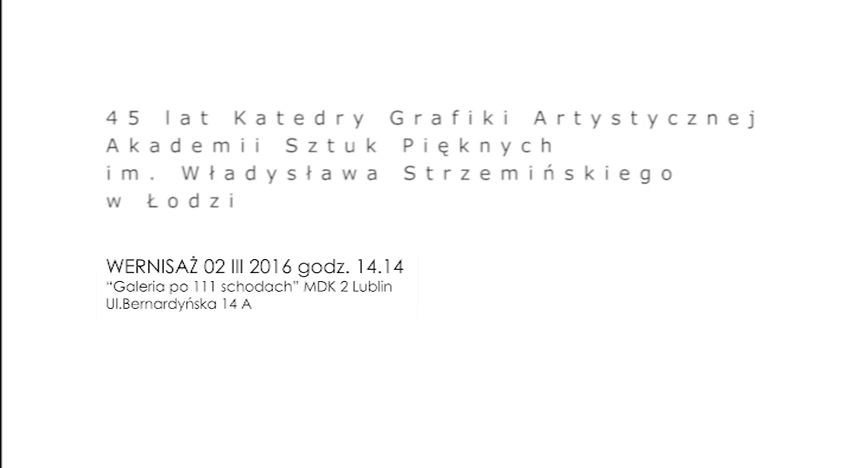 45 lat Katedry Grafiki Artystycznej
Akademii Sztuk Pięknych
im. Władysława Strzemińskiego
w Łodzi
WERNISAŻ 02 III 2016 godz. 14.14
“Galeria po 111 schodach” MDK 2 Lublin
Ul.Bernardyńska 14 A